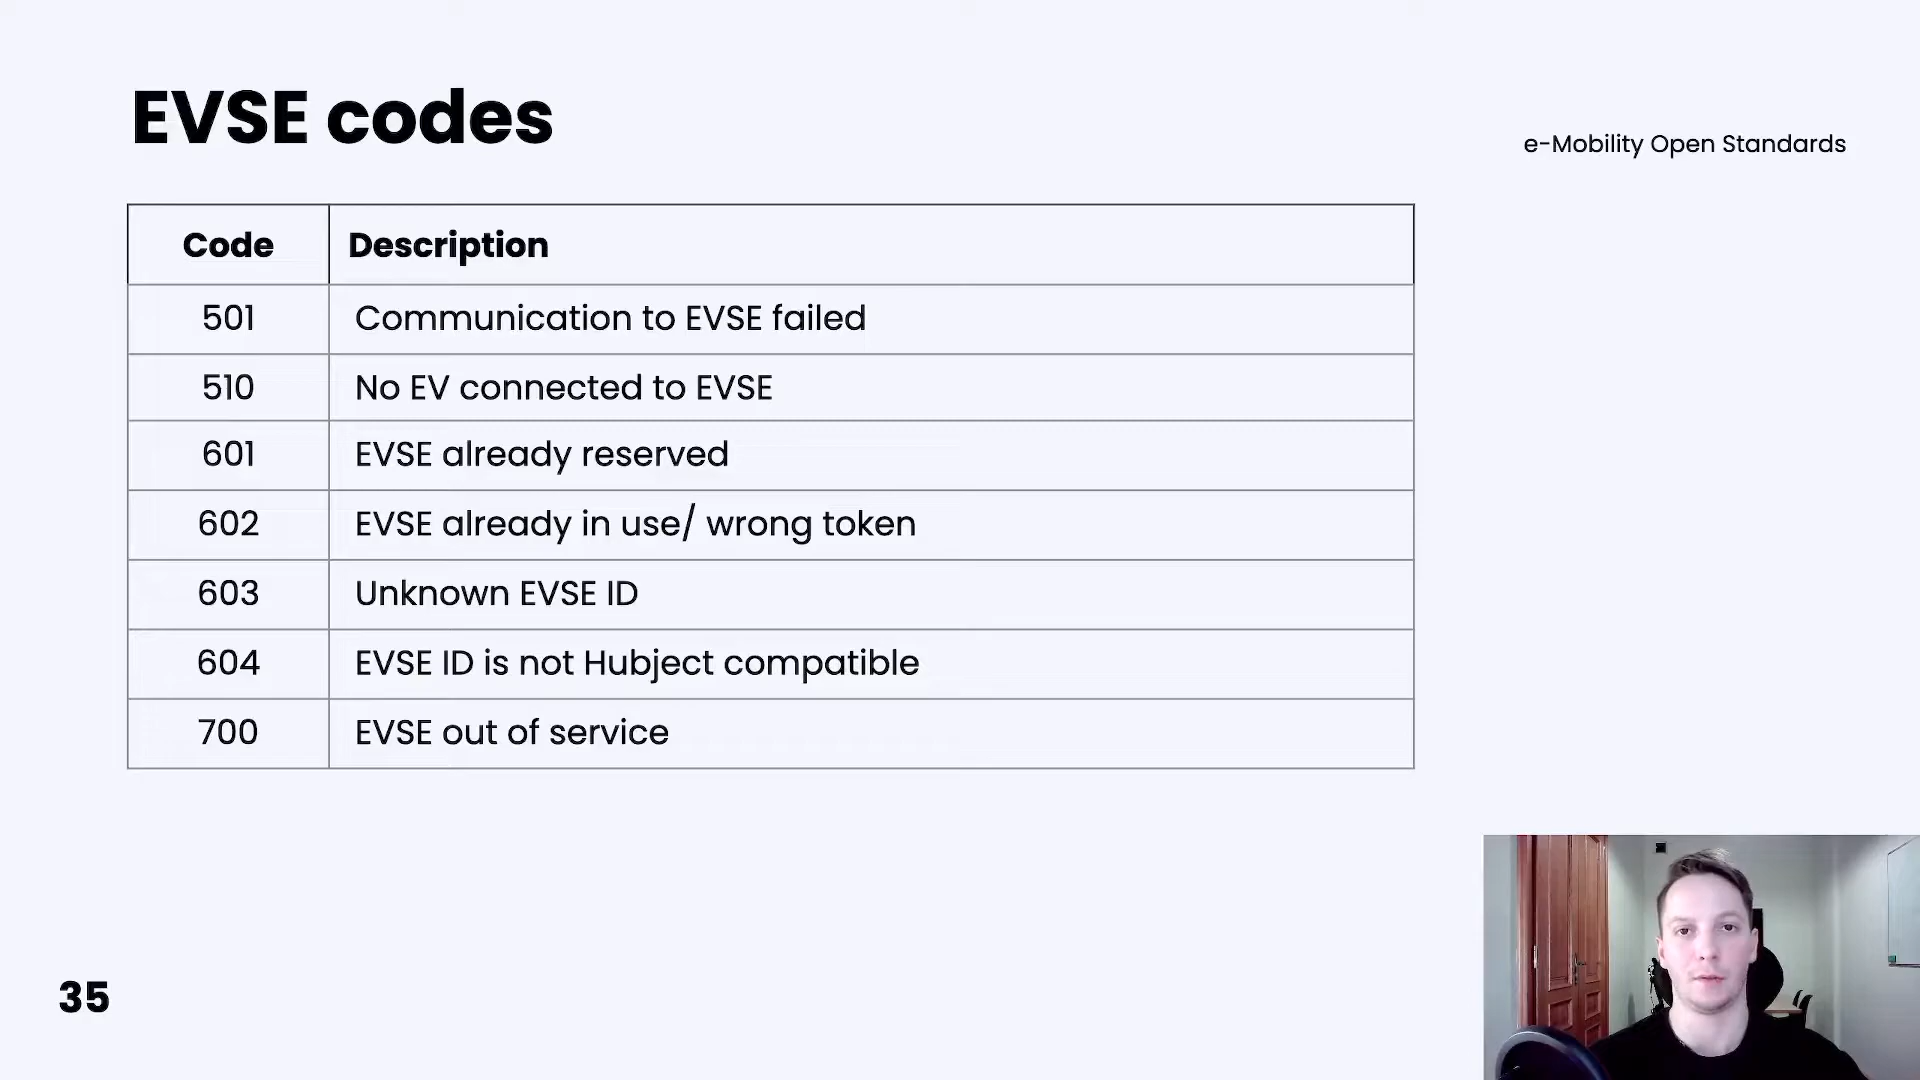 EVSE codes
e-Mobility Open Standards
Code Description
501 Communication to EVSE failed
510 No EV connected to EVSE
601 EVSE already reserved
602 EVSE already in use/ wrong token
603 Unknown EVSE ID
604 EVSE ID is not Hubject compatible
700 EVSE out of service
35